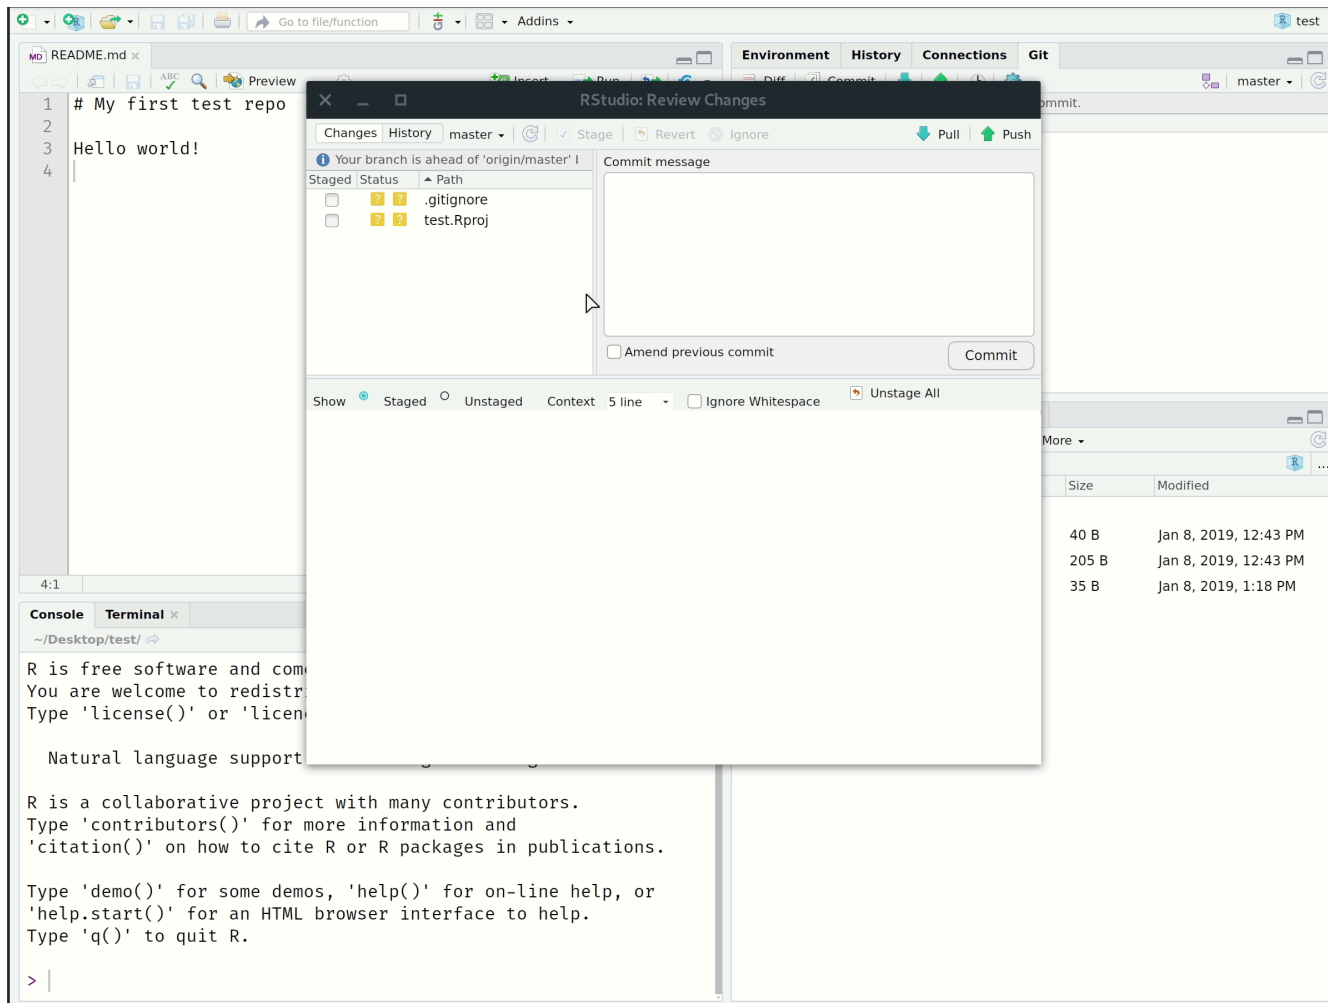 Go to file/function
Addins
test
README.md
Environment History Connections Git
ABC
Preview
master
1 # My first test repo
2
3 Hello world!
4
RStudio: Review Changes
Changes History master Stage Revert Ignore Pull Push
Your branch is ahead of 'origin/master'
Commit message
Staged Status Path
? ? .gitignore
? ? test.Rproj
Amend previous commit
Commit
Show Staged Unstaged Context 5 line Ignore Whitespace Unstage All
More
Size Modified
40 B Jan 8, 2019, 12:43 PM
205 B Jan 8, 2019, 12:43 PM
35 B Jan 8, 2019, 1:18 PM
4:1
Console Terminal
~/Desktop/test/
R is free software and com
You are welcome to redistr
Type 'license()' or 'licen
Natural language support
R is a collaborative project with many contributors.
Type 'contributors()' for more information and
'citation()' on how to cite R or R packages in publications.
Type 'demo()' for some demos, 'help()' for on-line help, or
'help.start()' for an HTML browser interface to help.
Type 'q()' to quit R.
>